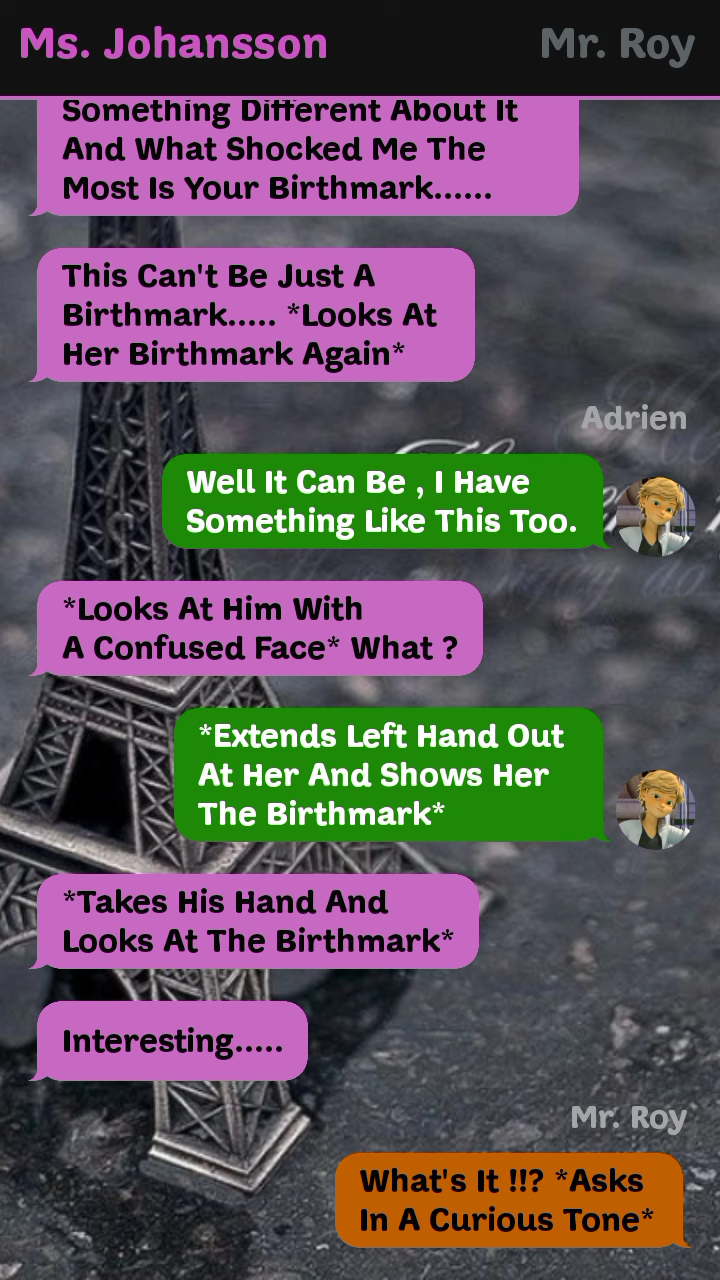 Ms. Johansson
Mr. Roy
Something Different About It
And What Shocked Me The
Most Is Your Birthmark......
This Can't Be Just A
Birthmark..... *Looks At
Her Birthmark Again*
Adrien
Well It Can Be , I Have
Something Like This Too.
*Looks At Him With
A Confused Face* What ?
*Extends Left Hand Out
At Her And Shows Her
The Birthmark*
*Takes His Hand And
Looks At The Birthmark*
Interesting.....
Mr. Roy
What's It !!? *Asks
In A Curious Tone*